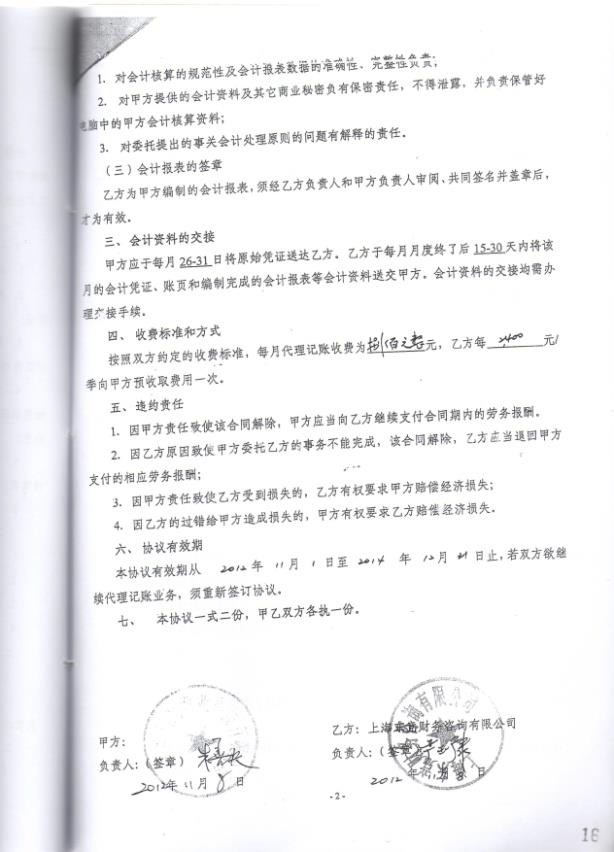 1. 对会计核算的规范性及会计报表数据的准确性、完整性负责;
2. 对甲方提供的会计资料及其它商业秘密负有保密责任，不得泄露，并负责保管好
电脑中的甲方会计核算资料;
3. 对委托提出的事关会计处理原则的问题有解释的责任。
(三) 会计报表的签章
乙方为甲方编制的会计报表,须经乙方负责人和甲方负责人审阅、共同签名并盖章后,
才为有效。
三、会计资料的交接
甲方应于每月26-31日将原始凭证送达乙方。乙方于每月月度终了后15-30天内将该
月的会计凭证、账页和编制完成的会计报表等会计资料送交甲方。会计资料的交接均需办
理交接手续。
四、收费标准和方式
按照双方约定的收费标准，每月代理记账收费为捌佰元整元，乙方每 2400 元/
季向甲方预收取费用一次。
五、违约责任
1. 因甲方责任致使该合同解除，甲方应当向乙方继续支付合同期内的劳务报酬。
2. 因乙方原因致使甲方委托乙方的事务不能完成，该合同解除，乙方应当退回甲方
支付的相应劳务报酬;
3. 因甲方责任致使乙方受到损失的，乙方有权要求甲方赔偿经济损失;
4. 因乙方的过错给甲方造成损失的，甲方有权要求乙方赔偿经济损失。
六、协议有效期
本协议有效期从 2012 年 11 月 1 日至 2014 年 12 月 31 日止,若双方欲继
续代理记账业务，须重新签订协议。
七、 本协议一式二份，甲乙双方各执一份。
甲方:
负责人:(签章)
2012年 11 月 8 日
乙方: 上海 财务咨询有限公司
负责人:(签章)
2012 年 11 月 8 日
-2-
16